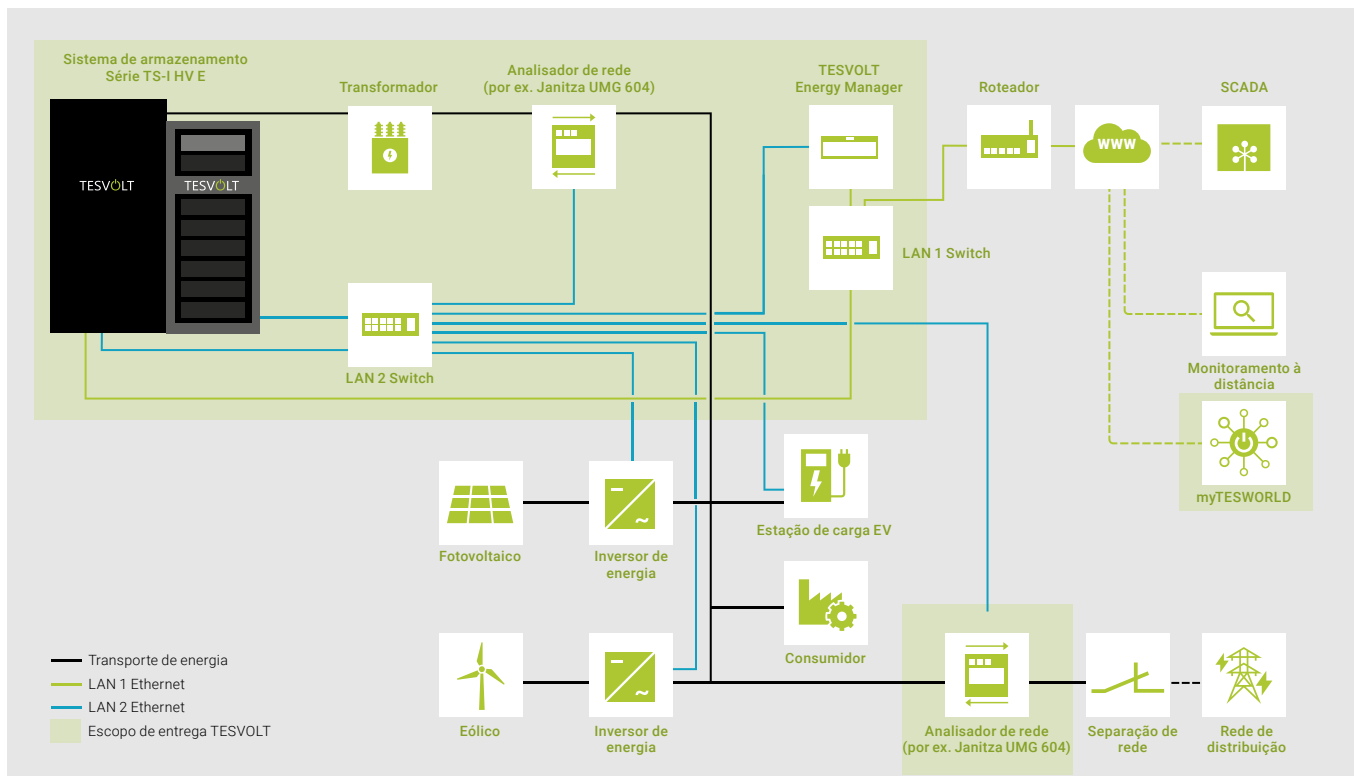 Sistema de armazenamento
Série TS-I HV E
Transformador
Analisador de rede
(por ex. Janitza UMG 604)
TESVOLT
Energy Manager
Roteador
SCADA
WWW
TESVOLT
TESVOLT
LAN 1 Switch
LAN 2 Switch
Monitoramento à
distância
myTESWORLD
Estação de carga EV
Fotovoltaico
Inversor de
energia
Consumidor
Eólico
Inversor de
energia
Analisador de rede
(por ex. Janitza UMG 604)
Separação de
rede
Rede de
distribuição
Transporte de energia
LAN 1 Ethernet
LAN 2 Ethernet
Escopo de entrega TESVOLT